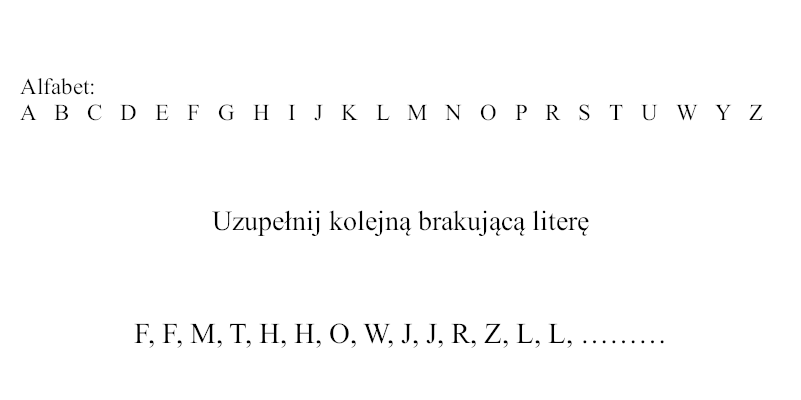 Alfabet:
A B C D E F G H I J K L M N O P R S T U W Y Z
Uzupełnij kolejną brakującą literę
F, F, M, T, H, H, O, W, J, J, R, Z, L, L, .........